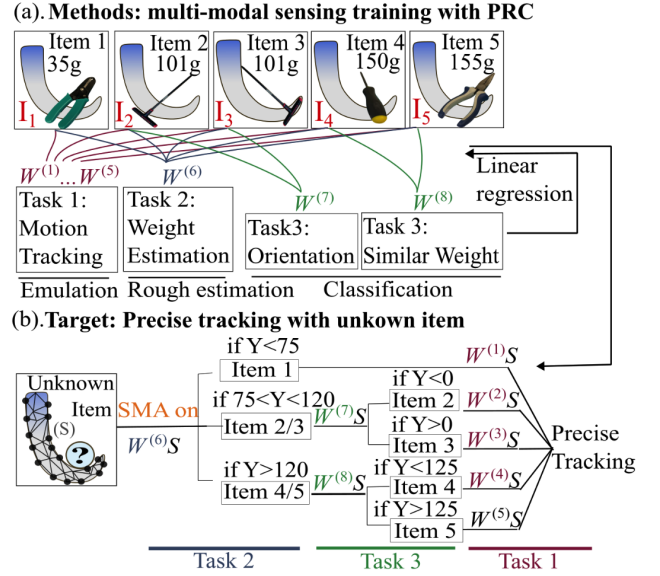 (a). Methods: multi-modal sensing training with PRC
Item 1
35g
I₁
Item 2
101g
I₂
Item 3
101g
I₃
Item 4
150g
I₄
Item 5
155g
I₅
W⁽¹⁾...W⁽⁵⁾
W⁽⁶⁾
W⁽⁷⁾
W⁽⁸⁾
Linear
regression
Task 1:
Motion
Tracking
Task 2:
Weight
Estimation
Task3:
Orientation
Task 3:
Similar Weight
Emulation
Rough estimation
Classification
(b). Target: Precise tracking with unkown item
Unknown
Item
(S)
?
SMA on
W⁽⁶⁾S
if Y<75
Item 1
W⁽¹⁾S
if 75<Y<120
Item 2/3
W⁽⁷⁾S
if Y<0
Item 2
W⁽²⁾S
if Y>0
Item 3
W⁽³⁾S
if Y>120
Item 4/5
W⁽⁸⁾S
if Y<125
Item 4
W⁽⁴⁾S
if Y>125
Item 5
W⁽⁵⁾S
Precise
Tracking
Task 2
Task 3
Task 1